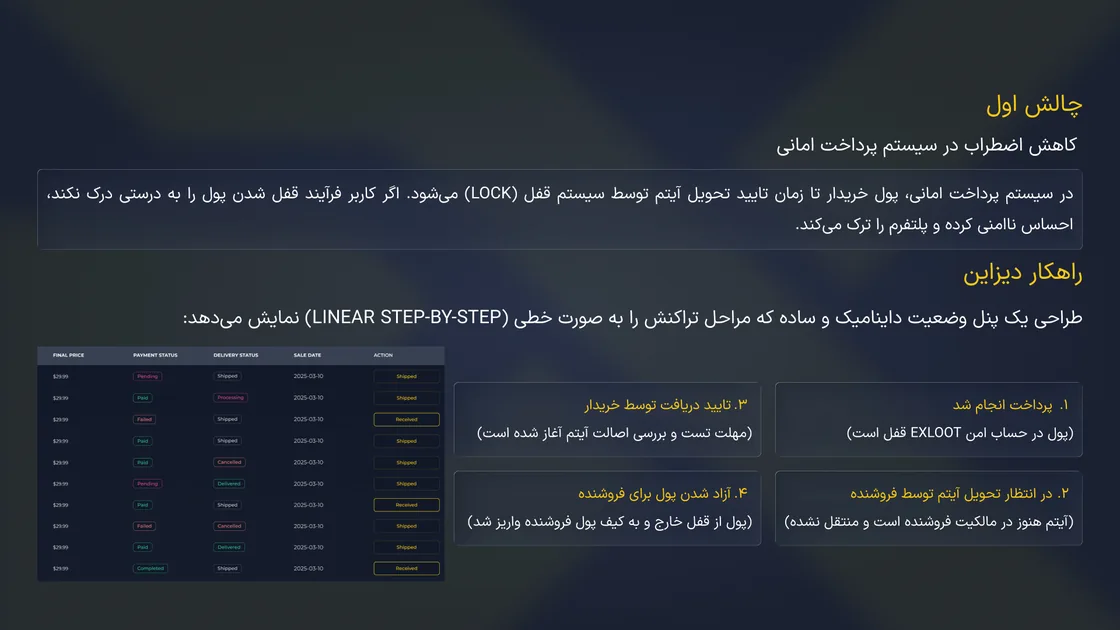 چالش اول
کاهش اضطراب در سیستم پرداخت امانی
در سیستم پرداخت امانی، پول خریدار تا زمان تایید تحویل آیتم توسط سیستم قفل (LOCK) می‌شود. اگر کاربر فرآیند قفل شدن پول را به درستی درک نکند،
احساس ناامنی کرده و پلتفرم را ترک می‌کند.
راهکار دیزاین
طراحی یک پنل وضعیت داینامیک و ساده که مراحل تراکنش را به صورت خطی (LINEAR STEP-BY-STEP) نمایش می‌دهد:
۱. پرداخت انجام شد
(پول در حساب امن EXLOOT قفل است)
۲. در انتظار تحویل آیتم توسط فروشنده
(آیتم هنوز در مالکیت فروشنده است و منتقل نشده)
۳. تایید دریافت توسط خریدار
(مهلت تست و بررسی اصالت آیتم آغاز شده است)
۴. آزاد شدن پول برای فروشنده
(پول از قفل خارج و به کیف پول فروشنده واریز شد)
FINAL PRICE PAYMENT STATUS DELIVERY STATUS SALE DATE ACTION
$29.99 Pending Shipped 2025-03-10 Shipped
$29.99 Paid Processing 2025-03-10 Shipped
$29.99 Failed Shipped 2025-03-10 Received
$29.99 Paid Shipped 2025-03-10 Shipped
$29.99 Paid Cancelled 2025-03-10 Shipped
$29.99 Pending Delivered 2025-03-10 Shipped
$29.99 Paid Shipped 2025-03-10 Received
$29.99 Failed Cancelled 2025-03-10 Shipped
$29.99 Paid Delivered 2025-03-10 Shipped
$29.99 Completed Shipped 2025-03-10 Received